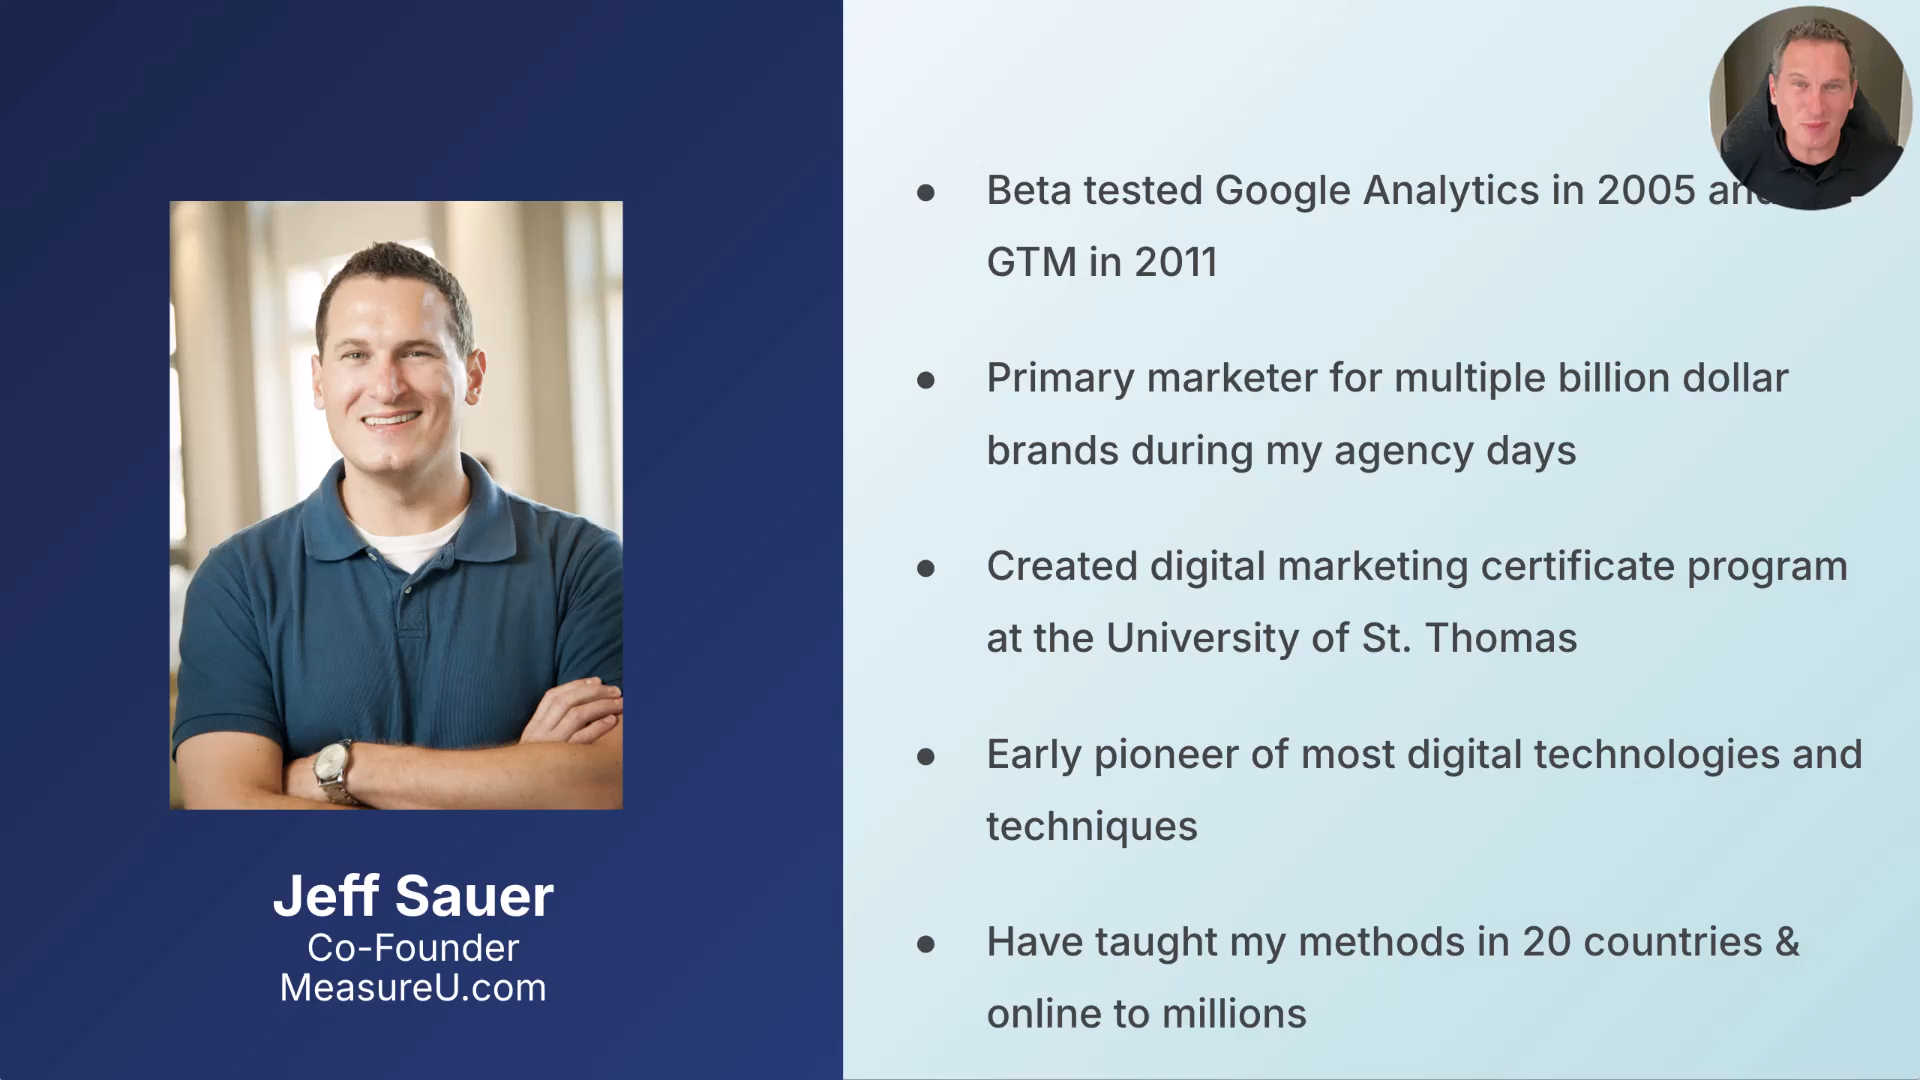 Beta tested Google Analytics in 2005 and
GTM in 2011
Primary marketer for multiple billion dollar
brands during my agency days
Created digital marketing certificate program
at the University of St. Thomas
Early pioneer of most digital technologies and
techniques
Have taught my methods in 20 countries &
online to millions
Jeff Sauer
Co-Founder
MeasureU.com